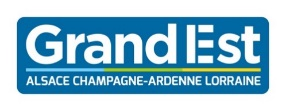 Grand Est
ALSACE CHAMPAGNE-ARDENNE LORRAINE